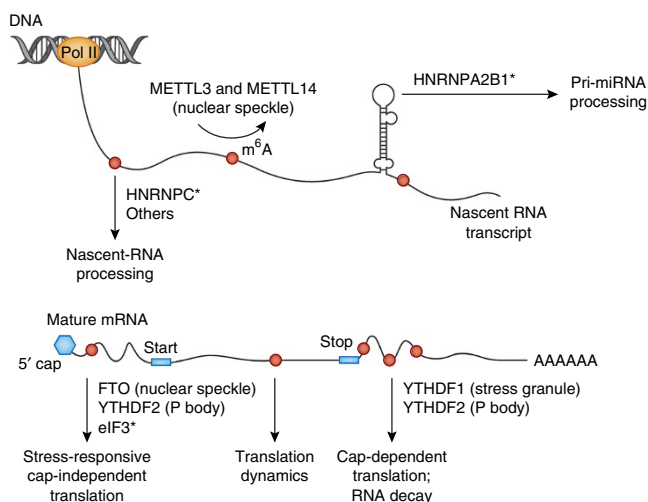 DNA
Pol II
METTL3 and METTL14
(nuclear speckle)
m⁶A
HNRNPA2B1*
Pri-miRNA
processing
HNRNPC*
Others
Nascent-RNA
processing
Nascent RNA
transcript
Mature mRNA
5′ cap
Start
Stop
AAAAAA
FTO (nuclear speckle)
YTHDF2 (P body)
eIF3*
YTHDF1 (stress granule)
YTHDF2 (P body)
Stress-responsive
cap-independent
translation
Translation
dynamics
Cap-dependent
translation;
RNA decay